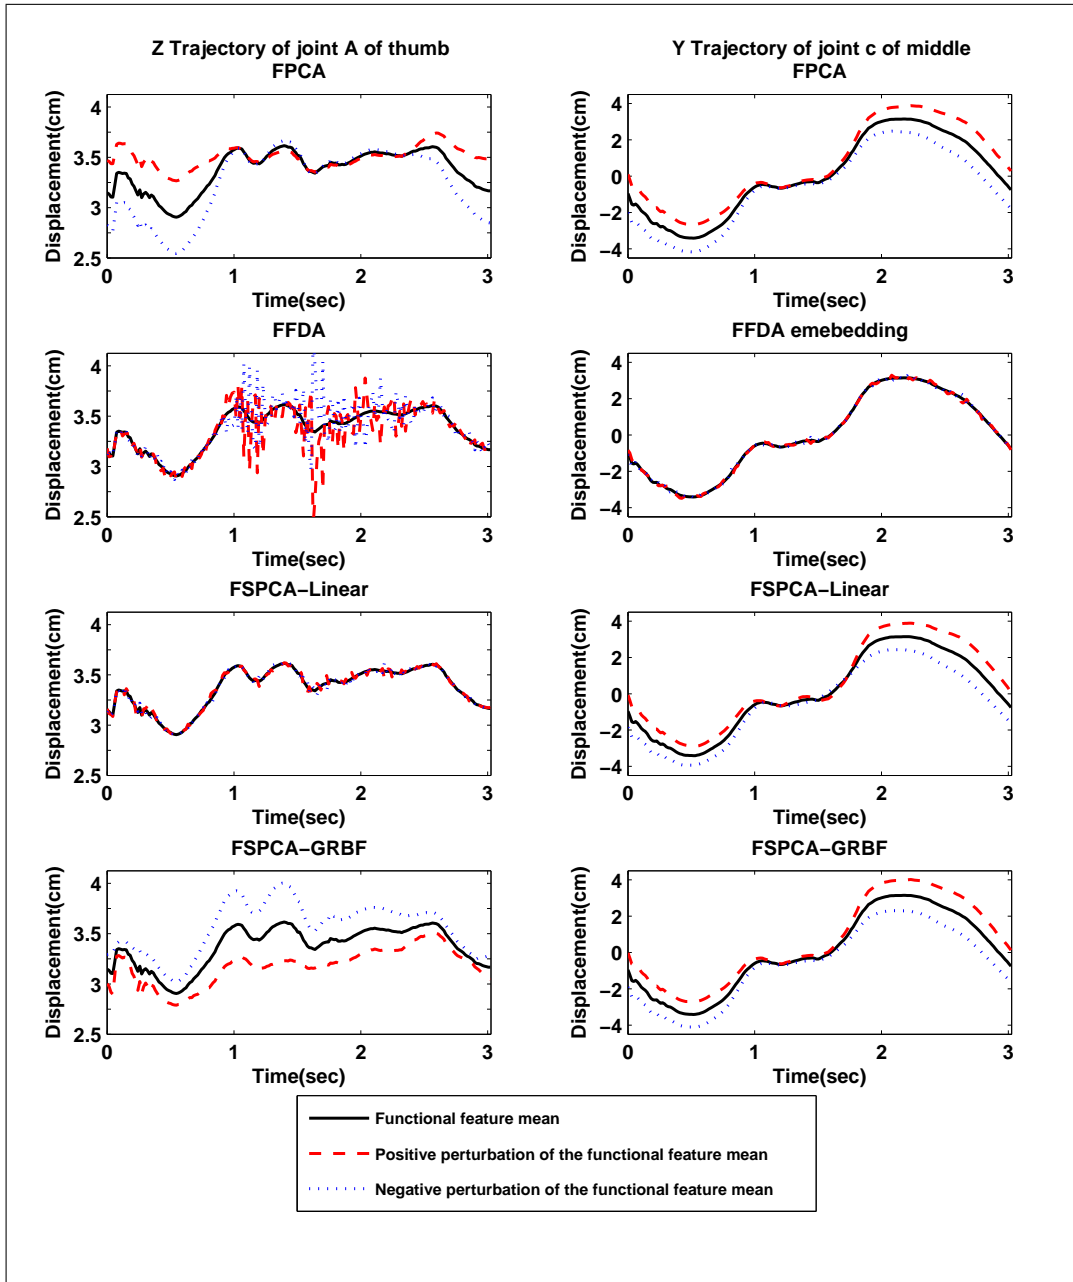 Z Trajectory of joint A of thumb
FPCA
4
3.5
3
2.5
Displacement(cm)
0 1 2 3
Time(sec)
Y Trajectory of joint c of middle
FPCA
4
2
0
−2
−4
Displacement(cm)
0 1 2 3
Time(sec)
FFDA
4
3.5
3
2.5
Displacement(cm)
0 1 2 3
Time(sec)
FFDA emebedding
4
2
0
−2
−4
Displacement(cm)
0 1 2 3
Time(sec)
FSPCA−Linear
4
3.5
3
2.5
Displacement(cm)
0 1 2 3
Time(sec)
FSPCA−Linear
4
2
0
−2
−4
Displacement(cm)
0 1 2 3
Time(sec)
FSPCA−GRBF
4
3.5
3
2.5
Displacement(cm)
0 1 2 3
Time(sec)
FSPCA−GRBF
4
2
0
−2
−4
Displacement(cm)
0 1 2 3
Time(sec)
Functional feature mean
Positive perturbation of the functional feature mean
Negative perturbation of the functional feature mean